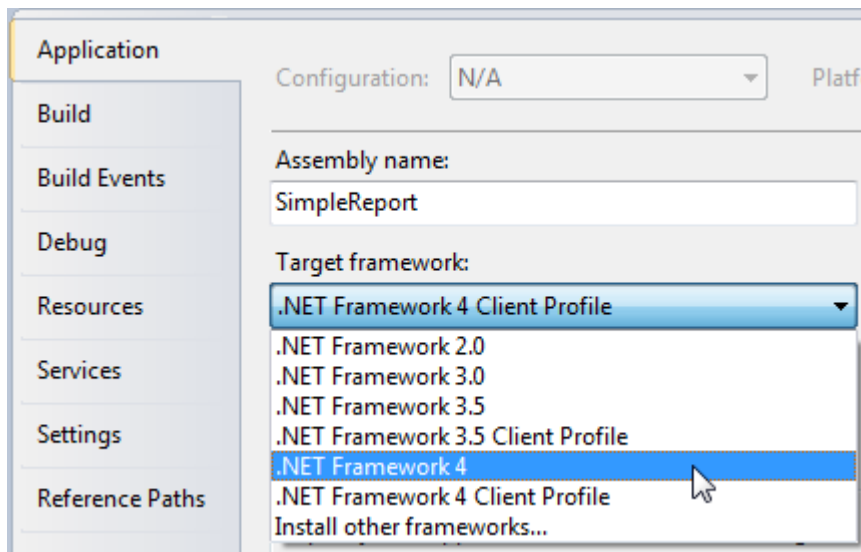 Application
Build
Build Events
Debug
Resources
Services
Settings
Reference Paths
Configuration: N/A Platf
Assembly name:
SimpleReport
Target framework:
.NET Framework 4 Client Profile
.NET Framework 2.0
.NET Framework 3.0
.NET Framework 3.5
.NET Framework 3.5 Client Profile
.NET Framework 4
.NET Framework 4 Client Profile
Install other frameworks...